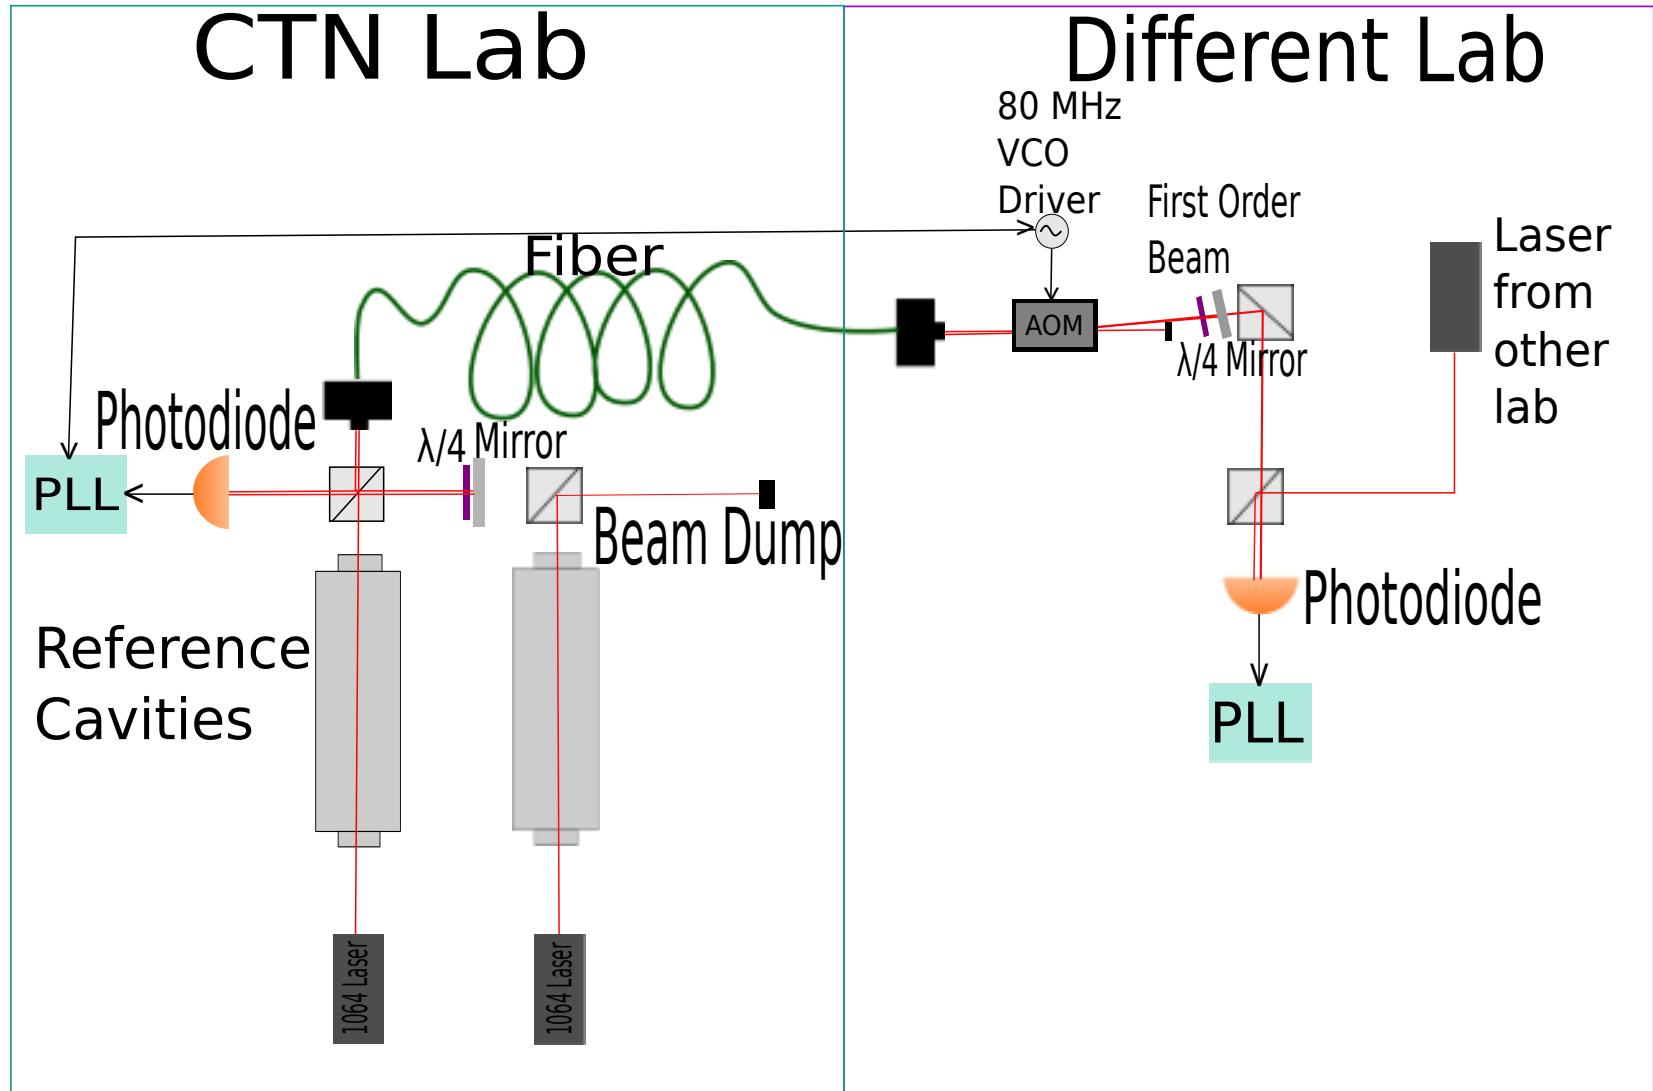 CTN Lab
Different Lab
80 MHz
VCO
Driver
First Order
Beam
Fiber
Laser
from
other
lab
AOM
λ/4 Mirror
Photodiode
λ/4 Mirror
PLL
Beam Dump
Photodiode
Reference
Cavities
PLL
1064 Laser
1064 Laser